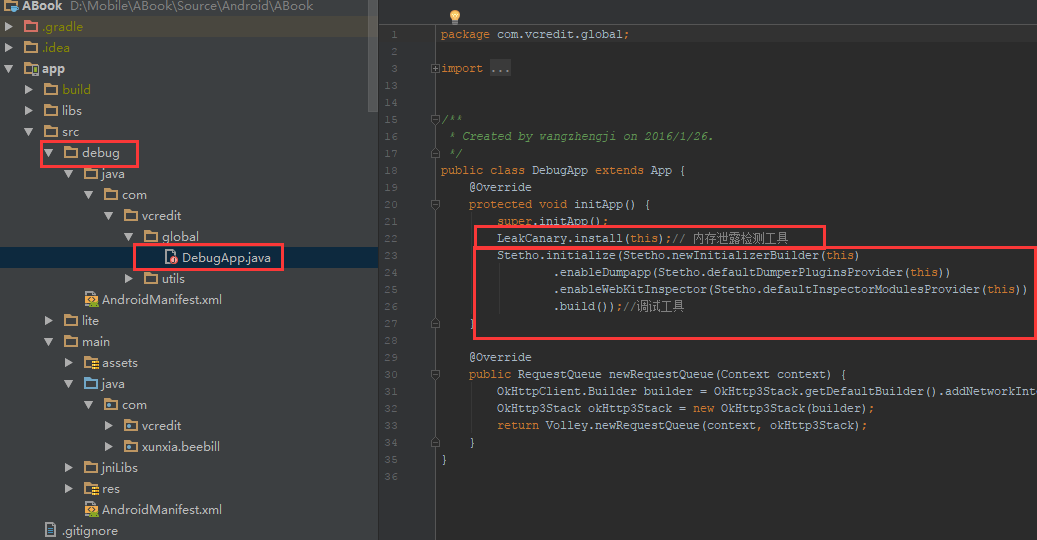 ABook D:\Mobile\ABook\Source\Android\ABook
.gradle
.idea
app
build
libs
src
debug
java
com
vcredit
global
DebugApp.java
utils
AndroidManifest.xml
lite
main
assets
java
com
vcredit
xunxia.beebill
jniLibs
res
AndroidManifest.xml
.gitignore
1 package com.vcredit.global;
2
3 import ...
13
14
15 /**
16 * Created by wangzhengji on 2016/1/26.
17 */
18 public class DebugApp extends App {
19 @Override
20 protected void initApp() {
21 super.initApp();
22 LeakCanary.install(this);// 内存泄露检测工具
23 Stetho.initialize(Stetho.newInitializerBuilder(this)
24 .enableDumpapp(Stetho.defaultDumperPluginsProvider(this))
25 .enableWebKitInspector(Stetho.defaultInspectorModulesProvider(this))
26 .build());//调试工具
27 }
28
29 @Override
30 public RequestQueue newRequestQueue(Context context) {
31 OkHttpClient.Builder builder = OkHttp3Stack.getDefaultBuilder().addNetworkInt
32 OkHttp3Stack okHttp3Stack = new OkHttp3Stack(builder);
33 return Volley.newRequestQueue(context, okHttp3Stack);
34 }
35 }
36